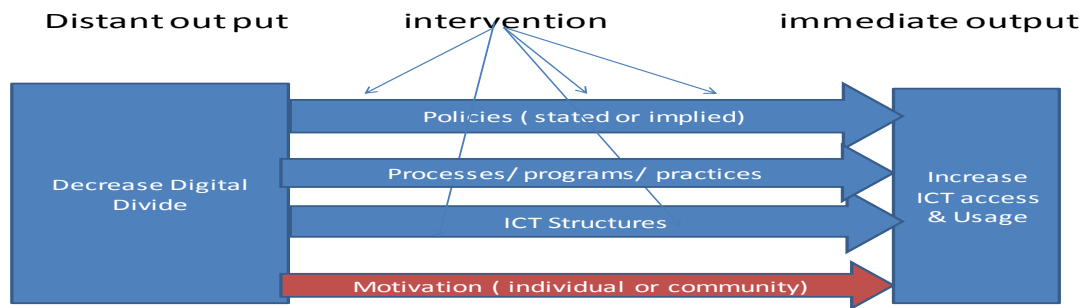 Distant out put
intervention
immediate output
Policies ( stated or implied)
Processes/ programs/ practices
Decrease Digital
Divide
Increase
ICT access
& Usage
ICT Structures
Motivation ( individual or community)